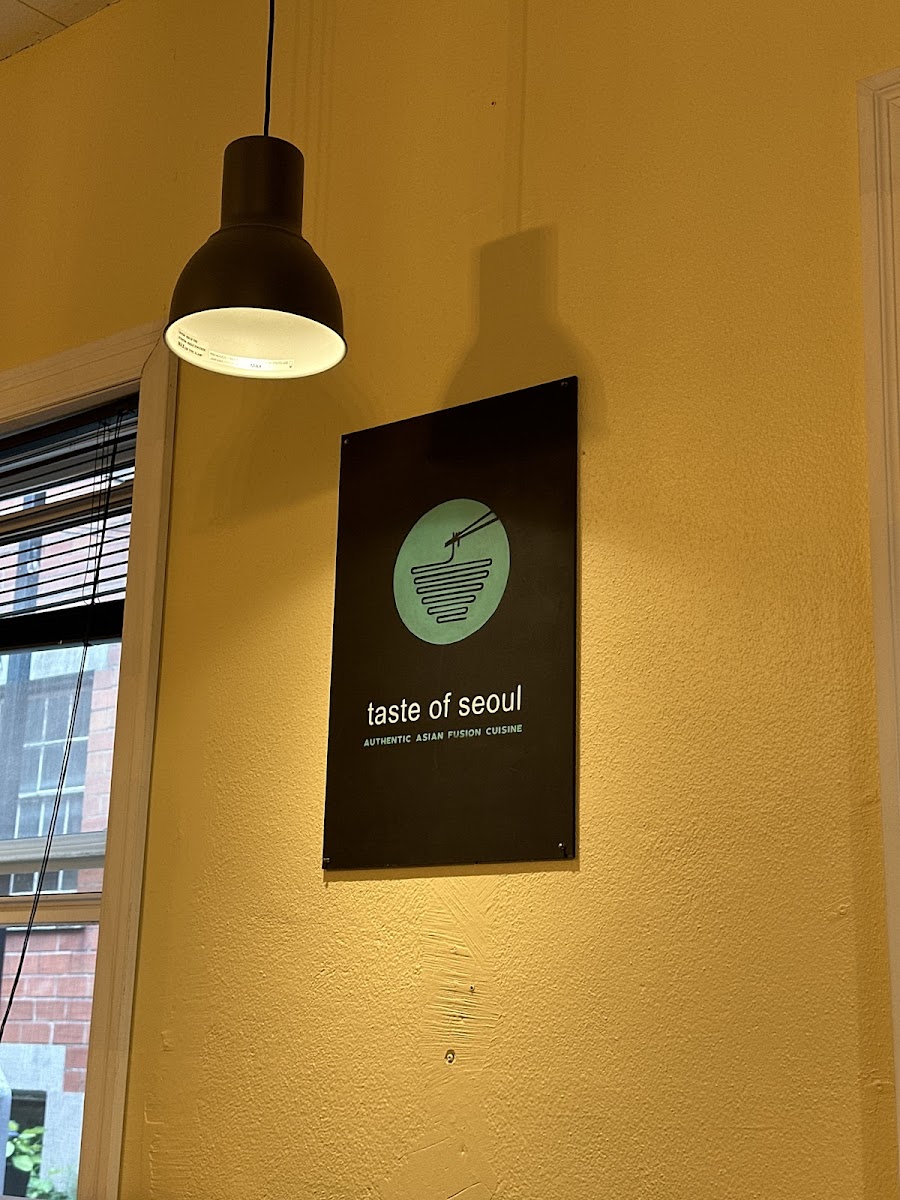 taste of seoul
AUTHENTIC ASIAN FUSION CUISINE